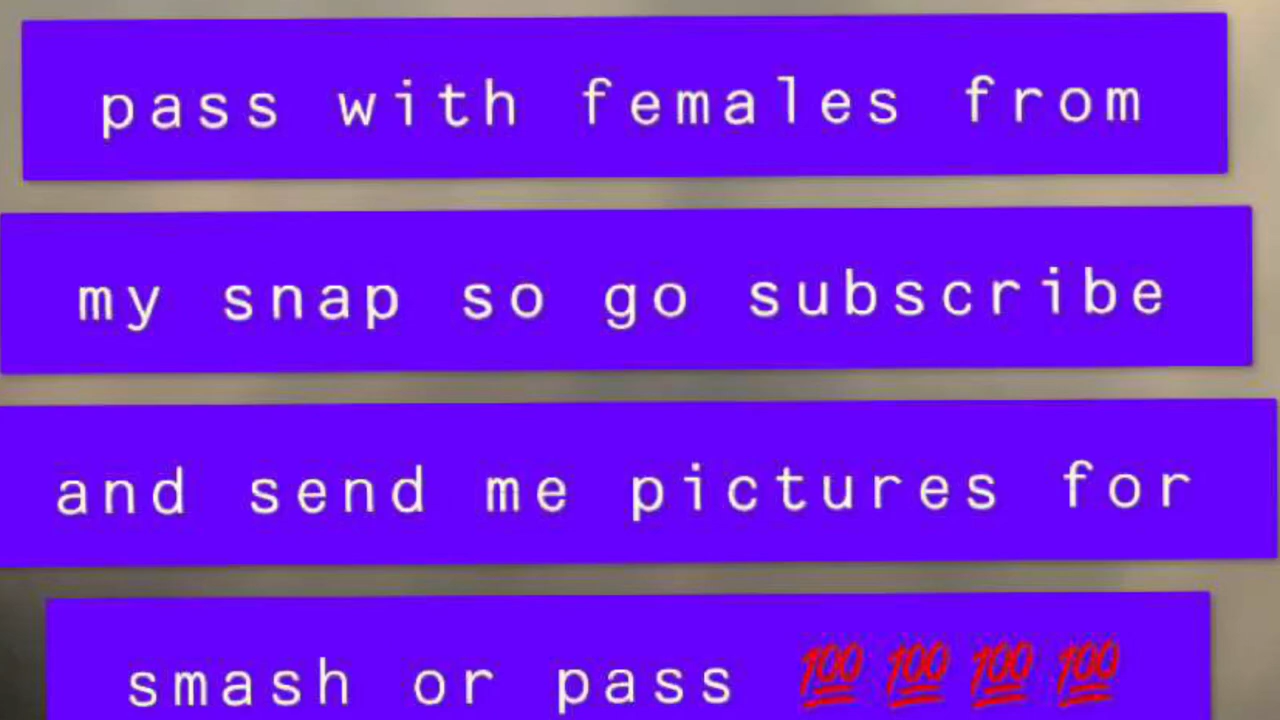 pass with females from
my snap so go subscribe
and send me pictures for
smash or pass 💯 💯 💯 💯